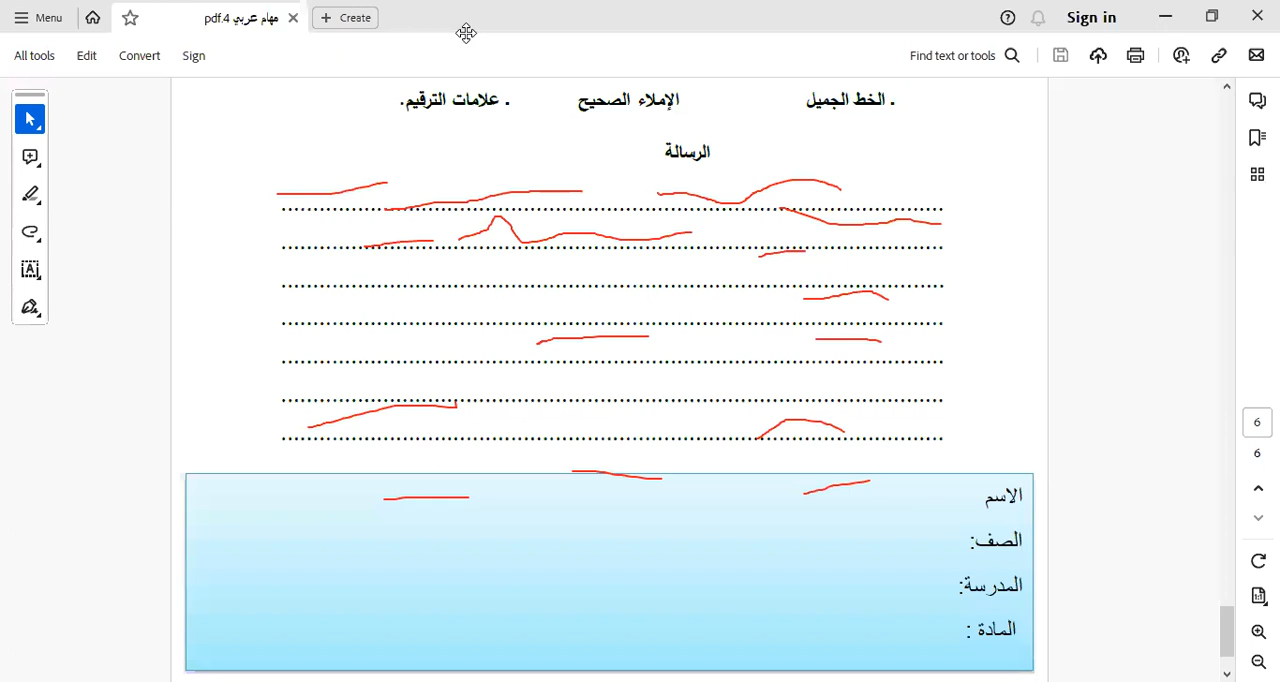 Menu
مهام عربي 4.pdf
Create
Sign in
All tools Edit Convert Sign
Find text or tools
. الخط الجميل الإملاء الصحيح . علامات الترقيم.
الرسالة
................................................................
................................................................
................................................................
................................................................
................................................................
................................................................
................................................................
الاسم
الصف:
المدرسة:
المادة :
6
6